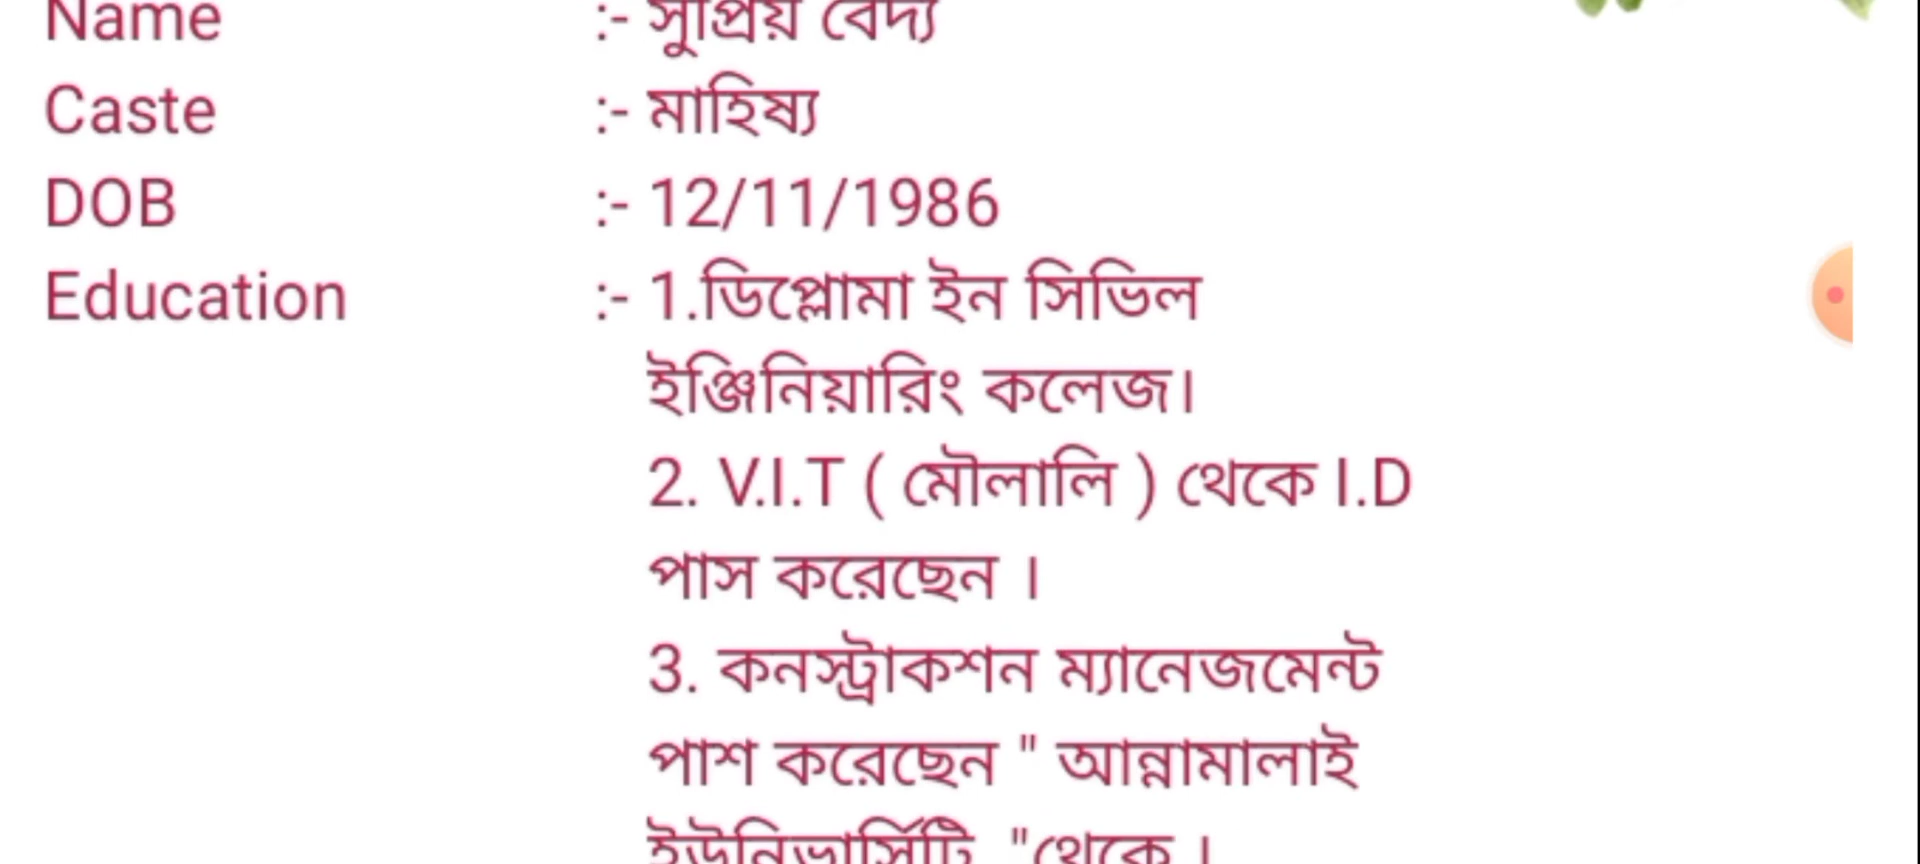 Name :- সুপ্রিয় বৈদ্য
Caste :- মাহিষ্য
DOB :- 12/11/1986
Education :- 1.ডিপ্লোমা ইন সিভিল
ইঞ্জিনিয়ারিং কলেজ।
2. V.I.T ( মৌলালি ) থেকে I.D
পাস করেছেন ।
3. কনস্ট্রাকশন ম্যানেজমেন্ট
পাশ করেছেন " আন্নামালাই
ইউনিভার্সিটি "থেকে ।